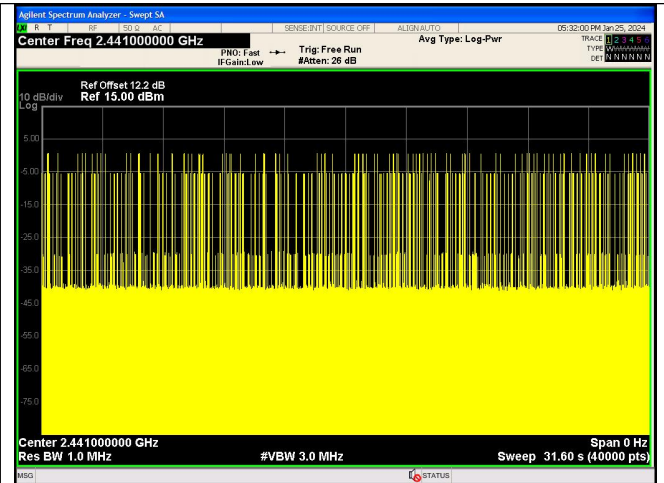 Agilent Spectrum Analyzer - Swept SA
R T RF 50 Ω AC SENSE:INT SOURCE OFF ALIGN AUTO 05:32:00 PM Jan 25, 2024
Center Freq 2.441000000 GHz Avg Type: Log-Pwr TRACE 1 2 3 4 5 6
PNO: Fast Trig: Free Run TYPE
IFGain:Low #Atten: 26 dB DET N N N N N N
Ref Offset 12.2 dB
10 dB/div Ref 15.00 dBm
Log
5.00
-5.00
-15.0
-25.0
-35.0
-45.0
-55.0
-65.0
-75.0
Center 2.441000000 GHz Span 0 Hz
Res BW 1.0 MHz #VBW 3.0 MHz Sweep 31.60 s (40000 pts)
MSG STATUS